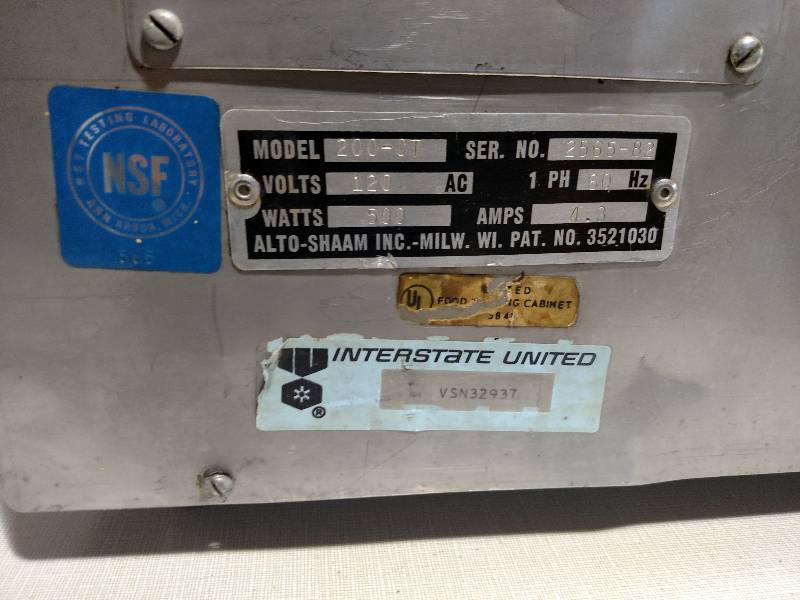 NSF TESTING LABORATORY
NSF®
ANN ARBOR, MICH.
MODEL 200-CT SER. NO. 2565-82
VOLTS 120 AC 1 PH 60 Hz
WATTS 500 AMPS 4.3
ALTO-SHAAM INC.-MILW. WI. PAT. NO. 3521030
UL
FOOD CABINET
INTERSTATE UNITED
®
VSN32937